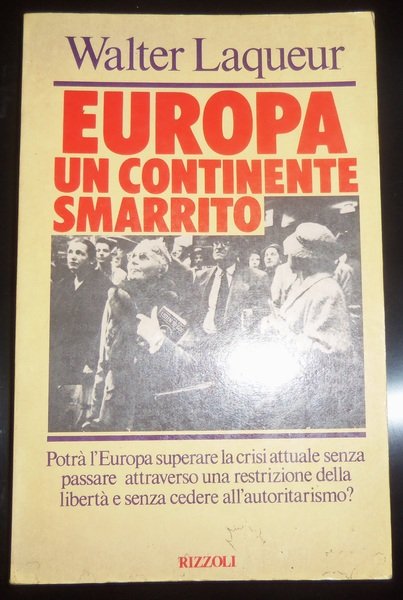 Walter Laqueur
EUROPA
UN CONTINENTE
SMARRITO
Potrà l'Europa superare la crisi attuale senza
passare attraverso una restrizione della
libertà e senza cedere all'autoritarismo?
RIZZOLI